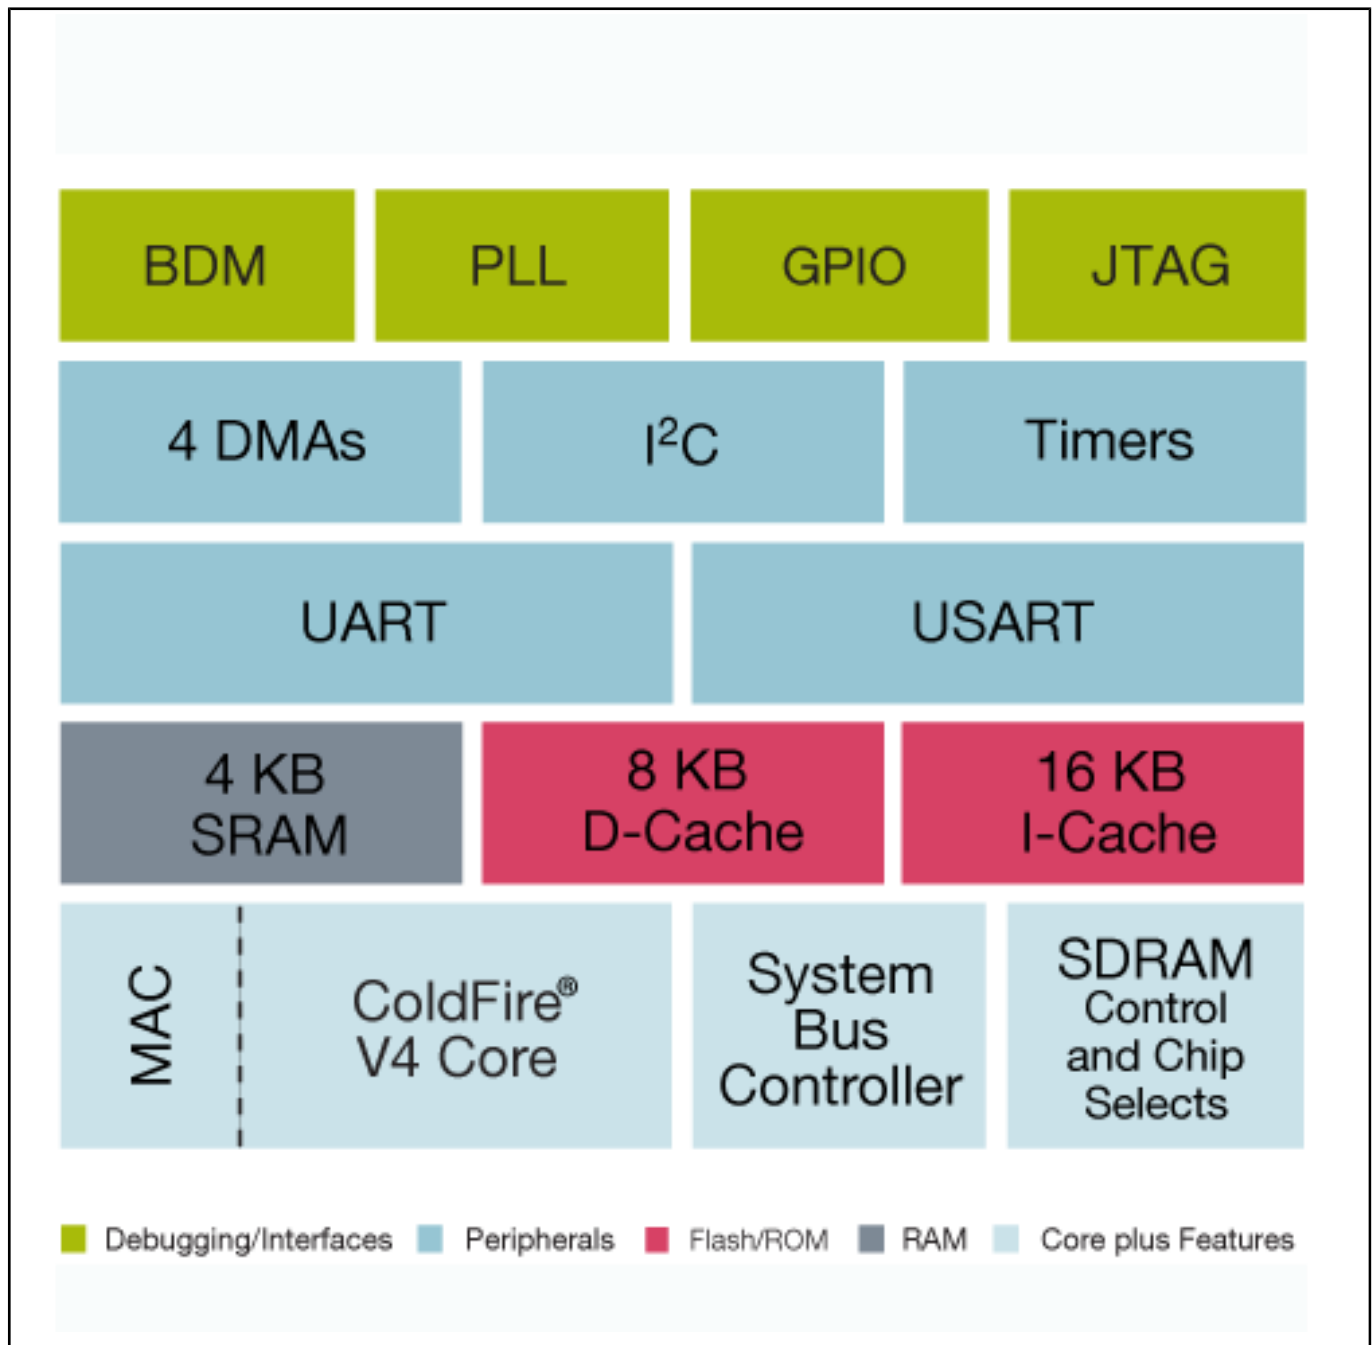 BDM PLL GPIO JTAG
4 DMAs I²C Timers
UART USART
4 KB
SRAM
8 KB
D-Cache
16 KB
I-Cache
MAC
ColdFire®
V4 Core
System
Bus
Controller
SDRAM
Control
and Chip
Selects
Debugging/Interfaces Peripherals Flash/ROM RAM Core plus Features